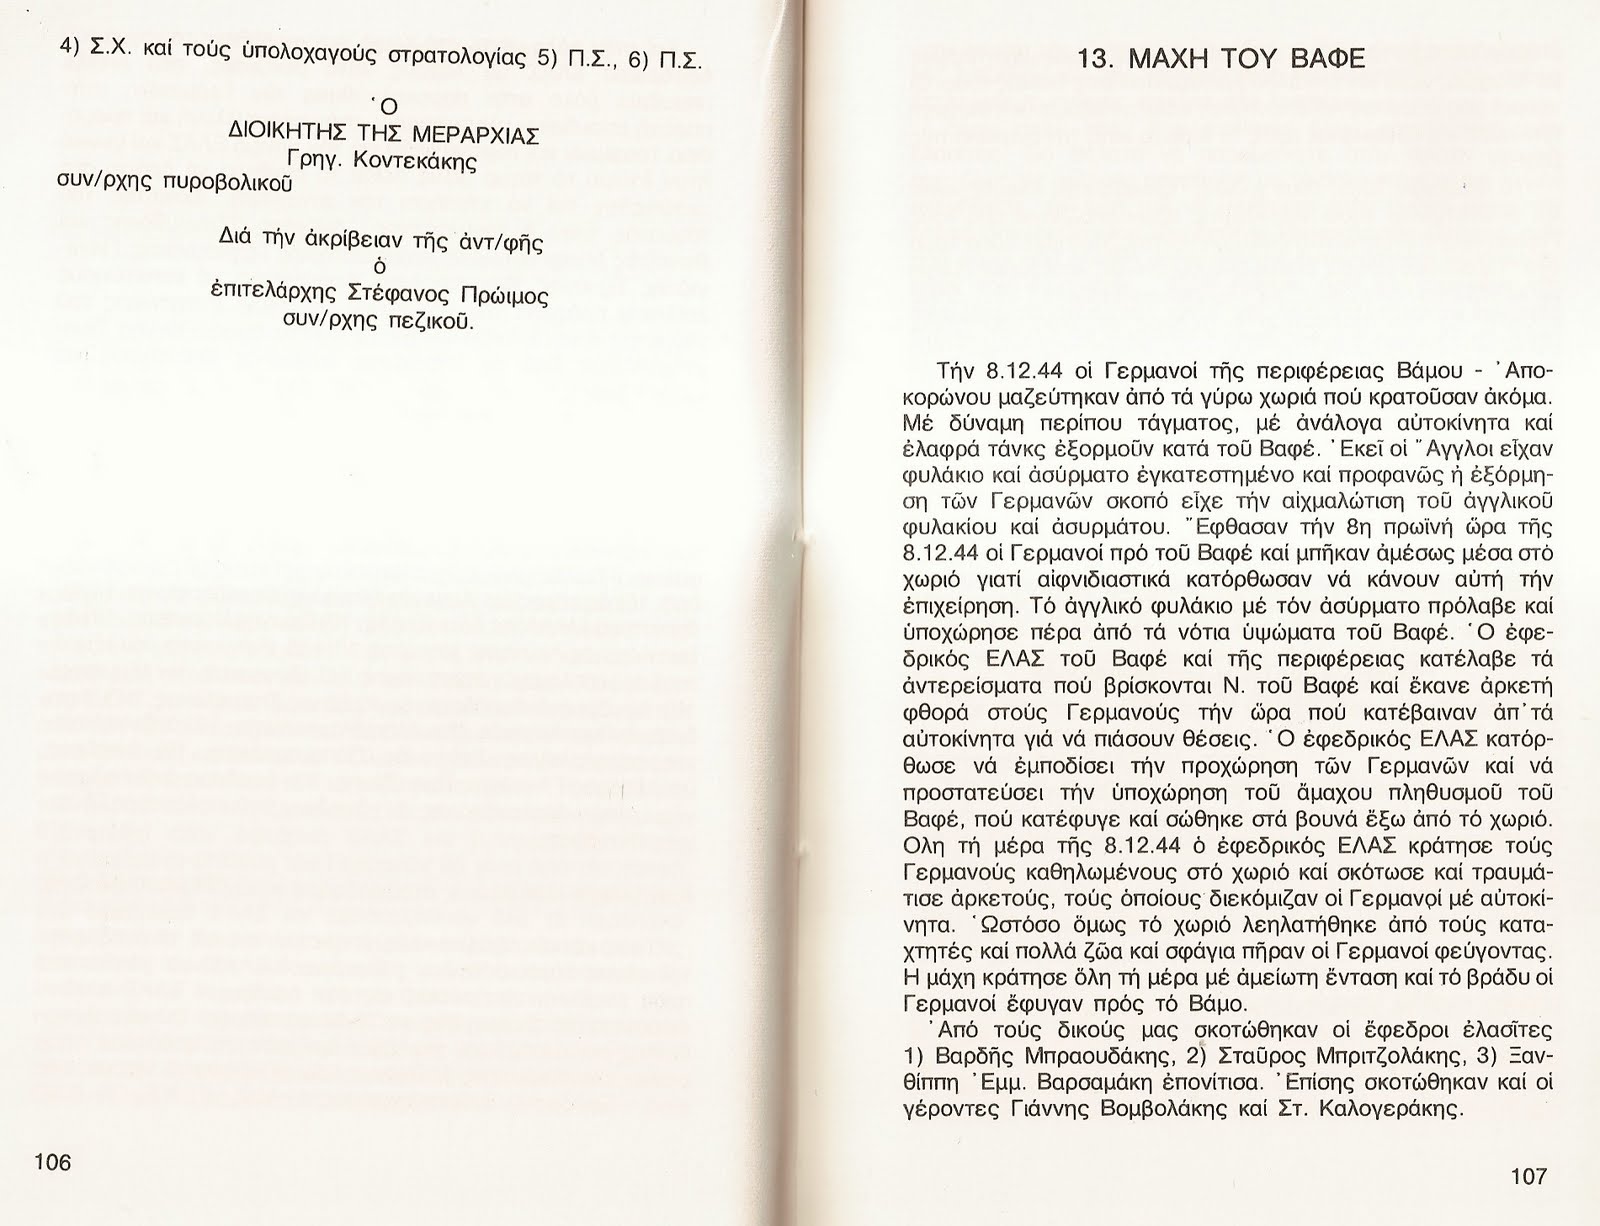 4) Σ.Χ. καί τούς ὑπολοχαγούς στρατολογίας 5) Π.Σ., 6) Π.Σ.
Ὁ
ΔΙΟΙΚΗΤΗΣ ΤΗΣ ΜΕΡΑΡΧΙΑΣ
Γρηγ. Κοντεκάκης
συν/ρχης πυροβολικοῦ
Διά τήν ἀκρίβειαν τῆς ἀντ/φῆς
ὁ
ἐπιτελάρχης Στέφανος Πρώιμος
συν/ρχης πεζικοῦ.
106
13. ΜΑΧΗ ΤΟΥ ΒΑΦΕ
Τήν 8.12.44 οἱ Γερμανοί τῆς περιφέρειας Βάμου - Ἀπο-
κορώνου μαζεύτηκαν ἀπό τά γύρω χωριά πού κρατοῦσαν ἀκόμα.
Μέ δύναμη περίπου τάγματος, μέ ἀνάλογα αὐτοκίνητα καί
ἐλαφρά τάνκς ἐξορμοῦν κατά τοῦ Βαφέ. Ἐκεῖ οἱ Ἄγγλοι εἶχαν
φυλάκιο καί ἀσύρματο ἐγκατεστημένο καί προφανῶς ἡ ἐξόρμη-
ση τῶν Γερμανῶν σκοπό εἶχε τήν αἰχμαλώτιση τοῦ ἀγγλικοῦ
φυλακίου καί ἀσυρμάτου. Ἔφθασαν τήν 8η πρωϊνή ὥρα τῆς
8.12.44 οἱ Γερμανοί πρό τοῦ Βαφέ καί μπῆκαν ἀμέσως μέσα στό
χωριό γιατί αἰφνιδιαστικά κατόρθωσαν νά κάνουν αὐτή τήν
ἐπιχείρηση. Τό ἀγγλικό φυλάκιο μέ τόν ἀσύρματο πρόλαβε καί
ὑποχώρησε πέρα ἀπό τά νότια ὑψώματα τοῦ Βαφέ. Ὁ ἐφε-
δρικός ΕΛΑΣ τοῦ Βαφέ καί τῆς περιφέρειας κατέλαβε τά
ἀντερείσματα πού βρίσκονται Ν. τοῦ Βαφέ καί ἔκανε ἀρκετή
φθορά στούς Γερμανούς τήν ὥρα πού κατέβαιναν ἀπ᾽τά
αὐτοκίνητα γιά νά πιάσουν θέσεις. Ὁ ἐφεδρικός ΕΛΑΣ κατόρ-
θωσε νά ἐμποδίσει τήν προχώρηση τῶν Γερμανῶν καί νά
προστατεύσει τήν ὑποχώρηση τοῦ ἄμαχου πληθυσμοῦ τοῦ
Βαφέ, πού κατέφυγε καί σώθηκε στά βουνά ἔξω ἀπό τό χωριό.
Ολη τή μέρα τῆς 8.12.44 ὁ ἐφεδρικός ΕΛΑΣ κράτησε τούς
Γερμανούς καθηλωμένους στό χωριό καί σκότωσε καί τραυμά-
τισε ἀρκετούς, τούς ὁποίους διεκόμιζαν οἱ Γερμανοί μέ αὐτοκί-
νητα. Ὡστόσο ὅμως τό χωριό λεηλατήθηκε ἀπό τούς κατα-
χτητές καί πολλά ζῶα καί σφάγια πῆραν οἱ Γερμανοί φεύγοντας.
Η μάχη κράτησε ὅλη τή μέρα μέ ἀμείωτη ἔνταση καί τό βράδυ οἱ
Γερμανοί ἔφυγαν πρός τό Βάμο.
Ἀπό τούς δικούς μας σκοτώθηκαν οἱ ἔφεδροι ἐλασῖτες
1) Βαρδῆς Μπραουδάκης, 2) Σταῦρος Μπριτζολάκης, 3) Ξαν-
θίππη Ἐμμ. Βαρσαμάκη ἐπονίτισα. Ἐπίσης σκοτώθηκαν καί οἱ
γέροντες Γιάννης Βομβολάκης καί Στ. Καλογεράκης.
107